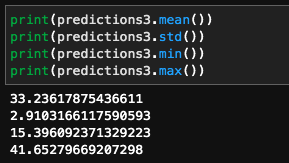 print(predictions3.mean())
print(predictions3.std())
print(predictions3.min())
print(predictions3.max())
33.23617875436611
2.9103166117590593
15.396092371329223
41.65279669207298